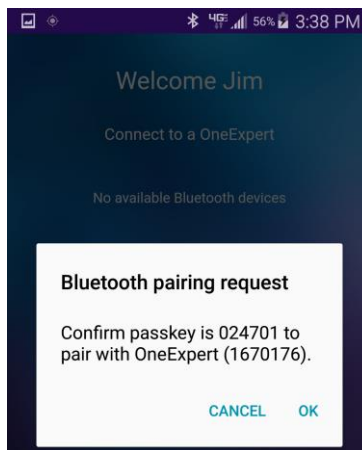 4G 56% 3:38 PM
Welcome Jim
Connect to a OneExpert
No available Bluetooth devices
Bluetooth pairing request
Confirm passkey is 024701 to
pair with OneExpert (1670176).
CANCEL OK